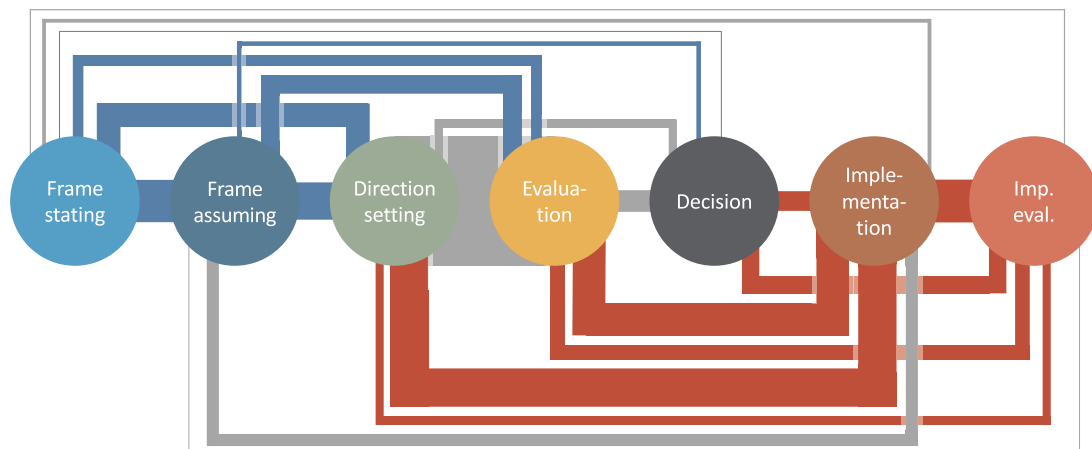 Frame
stating
Frame
assuming
Direction
setting
Evalua-
tion
Decision
Imple-
menta-
tion
Imp.
eval.